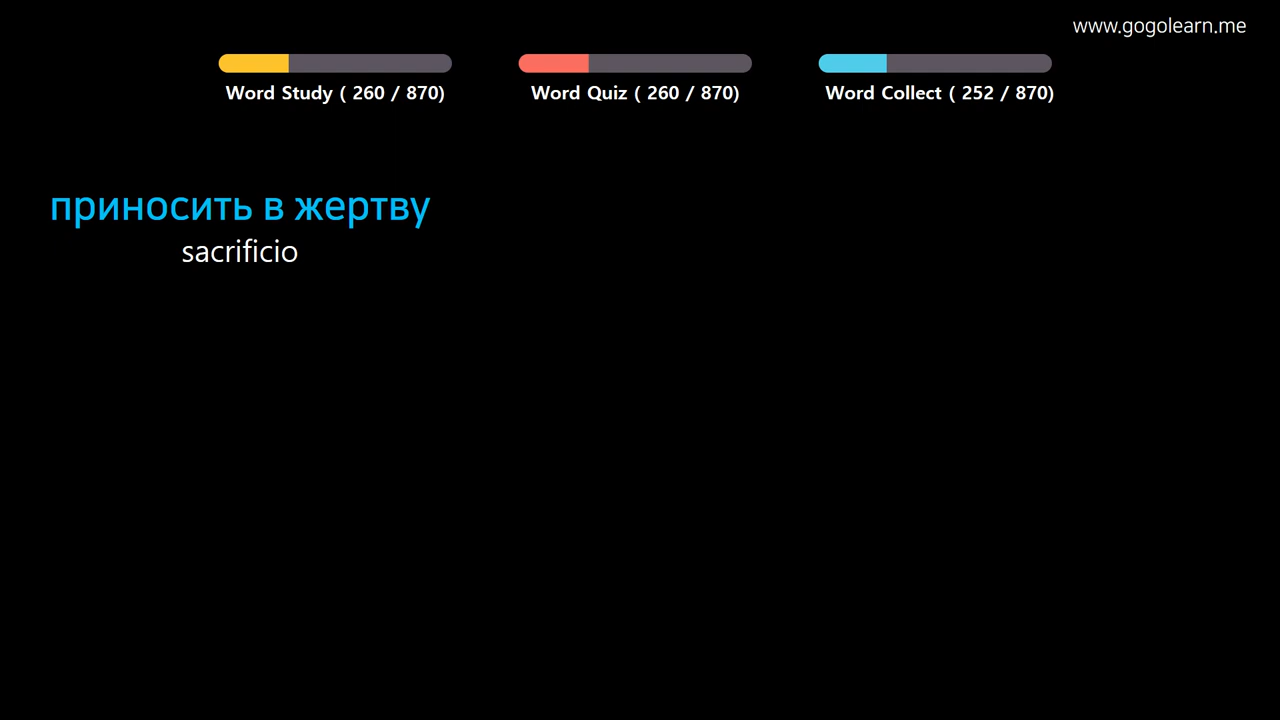 www.gogolearn.me
Word Study ( 260 / 870)
Word Quiz ( 260 / 870)
Word Collect ( 252 / 870)
приносить в жертву
sacrificio